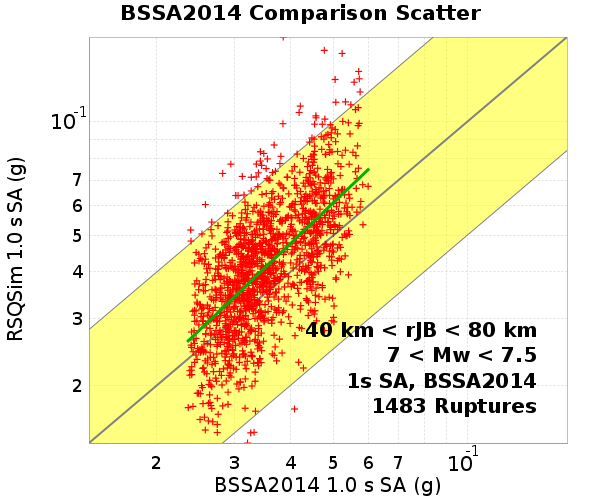 BSSA2014 Comparison Scatter
RSQSim 1.0 s SA (g)
10-1
7
6
5
4
3
2
40 km < rJB < 80 km
7 < Mw < 7.5
1s SA, BSSA2014
1483 Ruptures
2 3 4 5 6 7 10-1
BSSA2014 1.0 s SA (g)